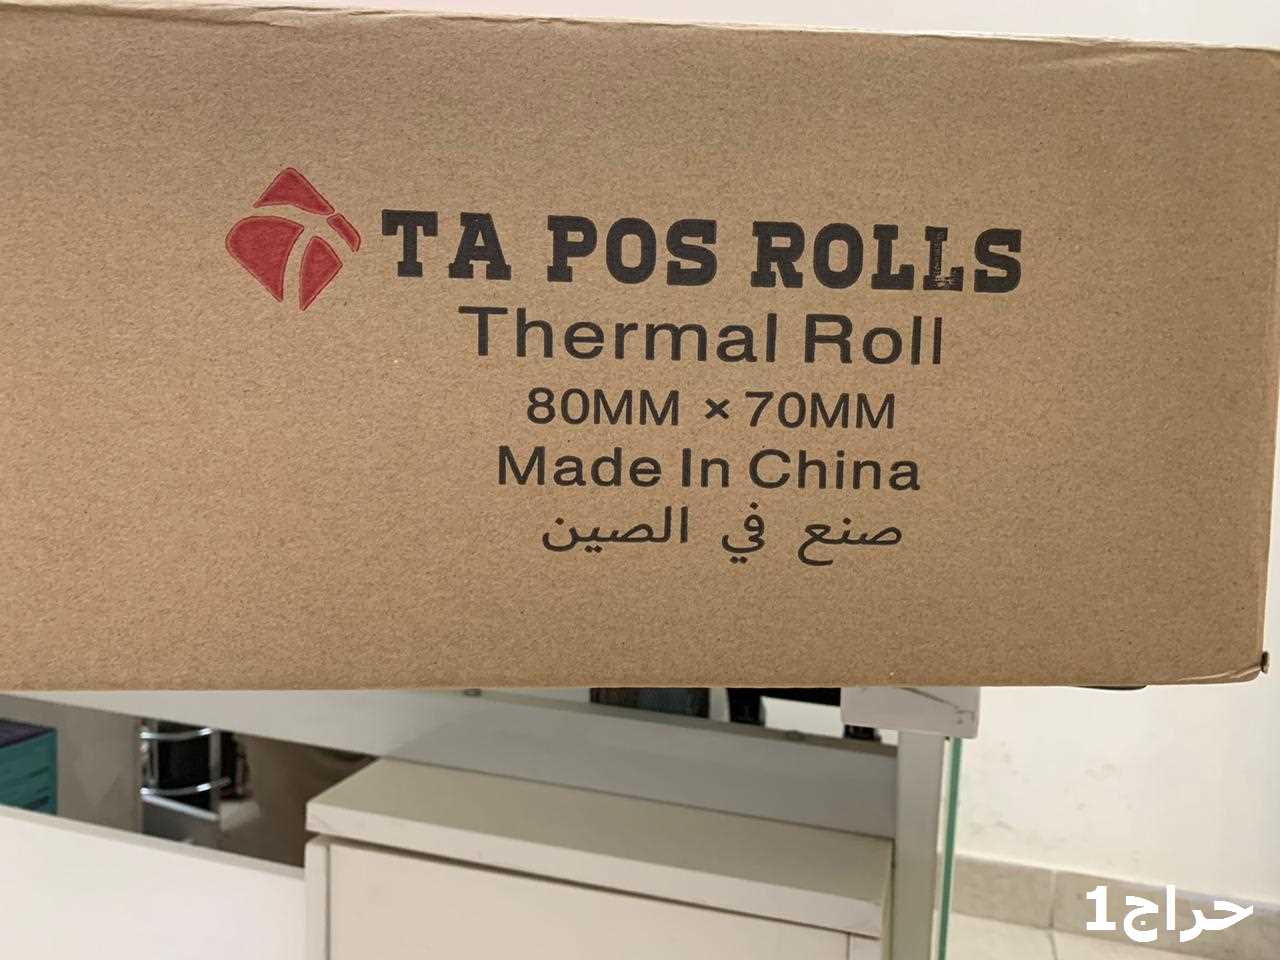 TA POS ROLLS
Thermal Roll
80MM × 70MM
Made In China
صنع في الصين
حراج1